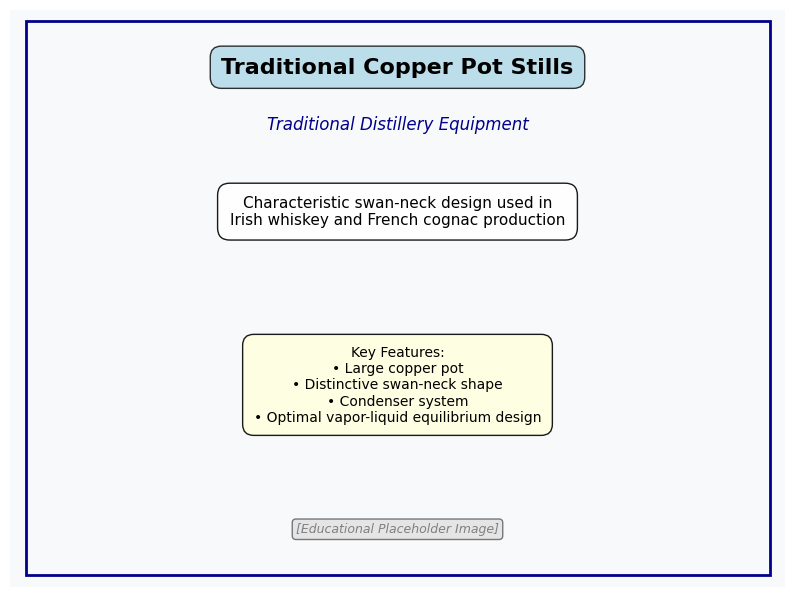 Traditional Copper Pot Stills
Traditional Distillery Equipment
Characteristic swan-neck design used in
Irish whiskey and French cognac production
Key Features:
• Large copper pot
• Distinctive swan-neck shape
• Condenser system
• Optimal vapor-liquid equilibrium design
[Educational Placeholder Image]